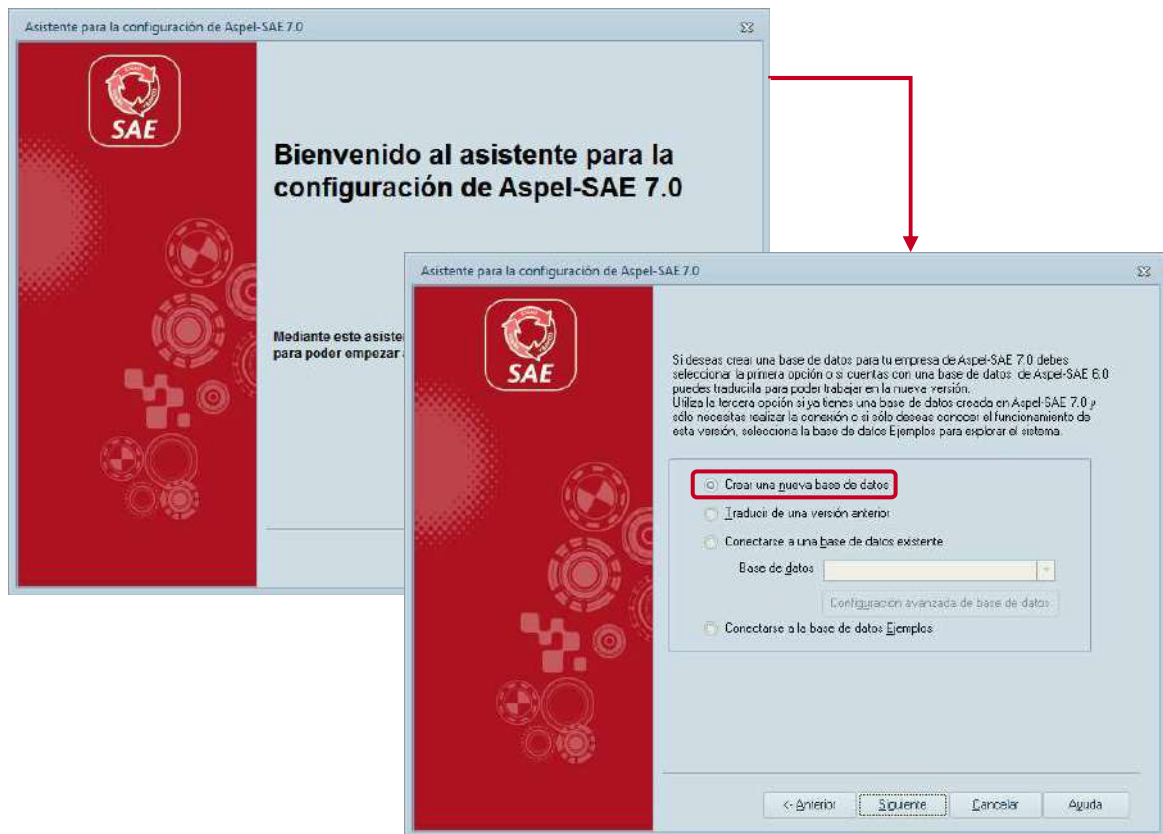 Asistente para la configuración de Aspel-SAE 7.0
SAE
Bienvenido al asistente para la
configuración de Aspel-SAE 7.0
Mediante este
para poder empezar
Asistente para la configuración de Aspel-SAE 7.0
SAE
Si deseas crear una base de datos para tu empresa de Aspel-SAE 7.0 debes
seleccionar la primera opción o si cuentas con una base de datos de Aspel-SAE 6.0
puedes traducirla para poder trabajar en la nueva versión.
Utiliza la tercera opción si ya tienes una base de datos creada en Aspel-SAE 7.0 y
sólo necesitas realizar la conexión o si sólo deseas conocer el funcionamiento de
esta versión, selecciona la base de datos Ejemplos para explorar el sistema.
Crear una nueva base de datos
Traducir de una versión anterior
Conectarse a una base de datos existente
Base de datos
Configuración avanzada de base de datos
Conectarse a la base de datos Ejemplos
<- Anterior Siguiente Cancelar Ayuda